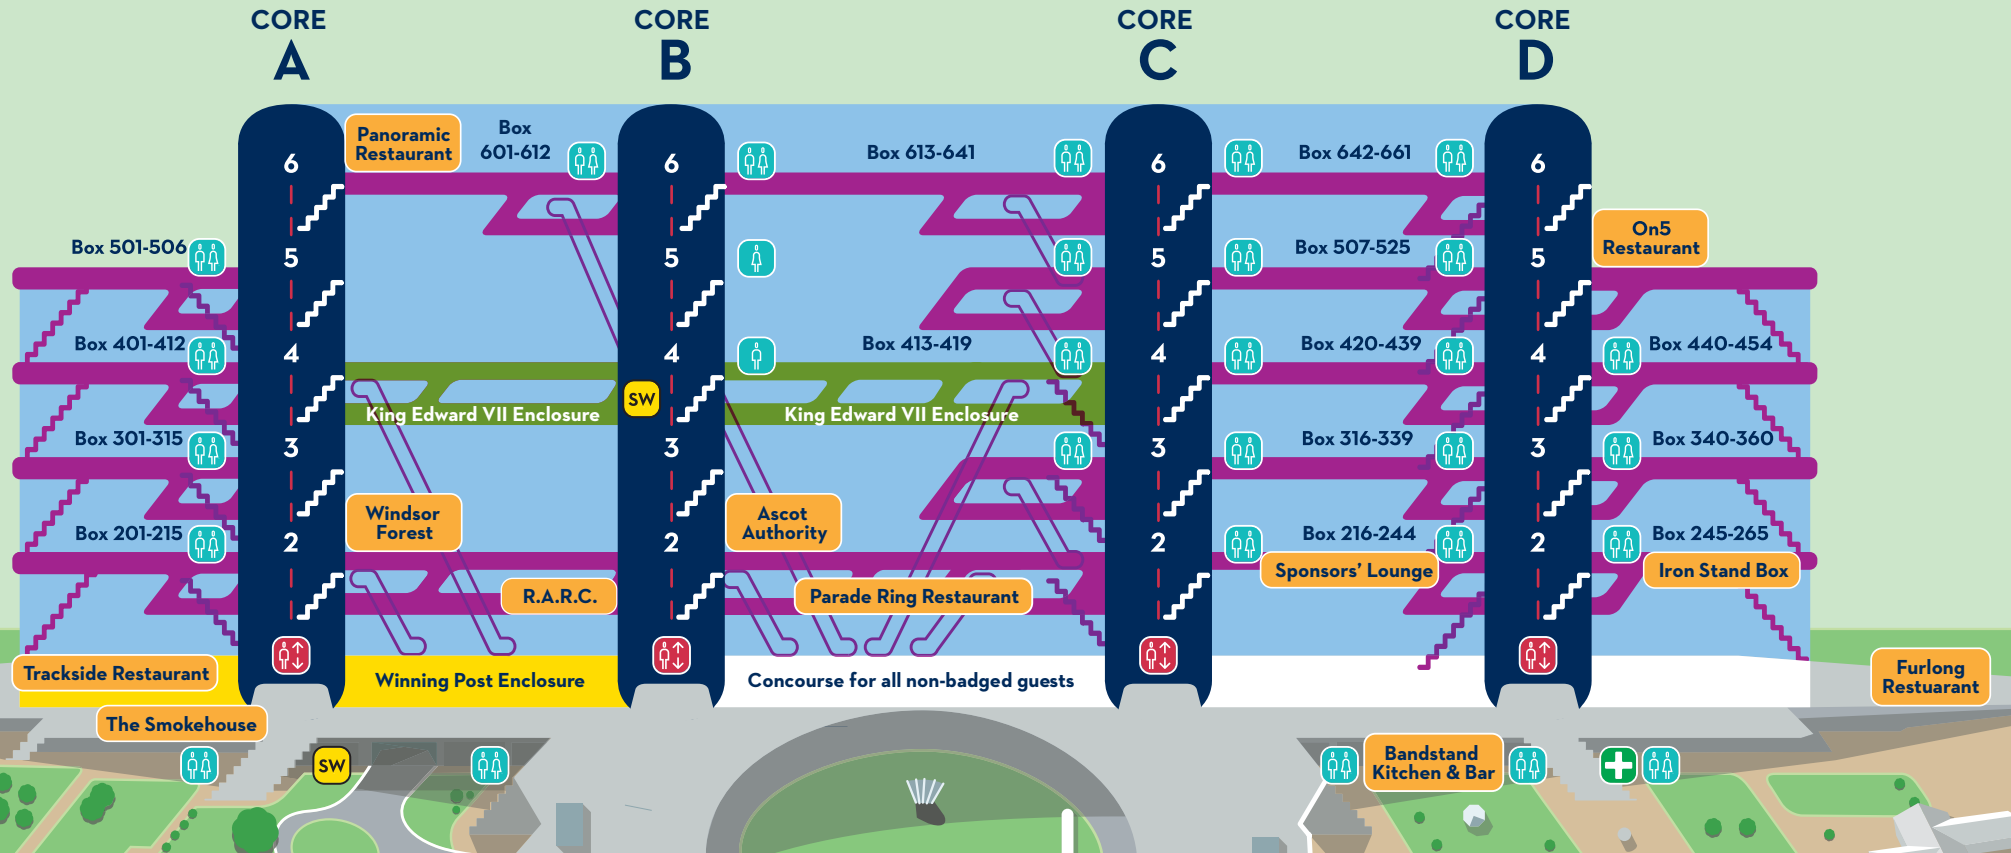 CORE
A
CORE
B
CORE
C
CORE
D
Panoramic
Restaurant
Box
601-612
Box 613-641
Box 642-661
6
6
6
6
Box 501-506
5
5
5
Box 507-525
5
On5
Restaurant
Box 401-412
4
4
Box 413-419
4
Box 420-439
4
Box 440-454
King Edward VII Enclosure
SW
King Edward VII Enclosure
Box 301-315
3
3
3
Box 316-339
3
Box 340-360
Windsor
Forest
Ascot
Authority
Box 201-215
2
2
2
Box 216-244
2
Box 245-265
Sponsors' Lounge
Iron Stand Box
R.A.R.C.
Parade Ring Restaurant
Trackside Restaurant
Winning Post Enclosure
Concourse for all non-badged guests
Furlong
Restuarant
The Smokehouse
SW
Bandstand
Kitchen & Bar